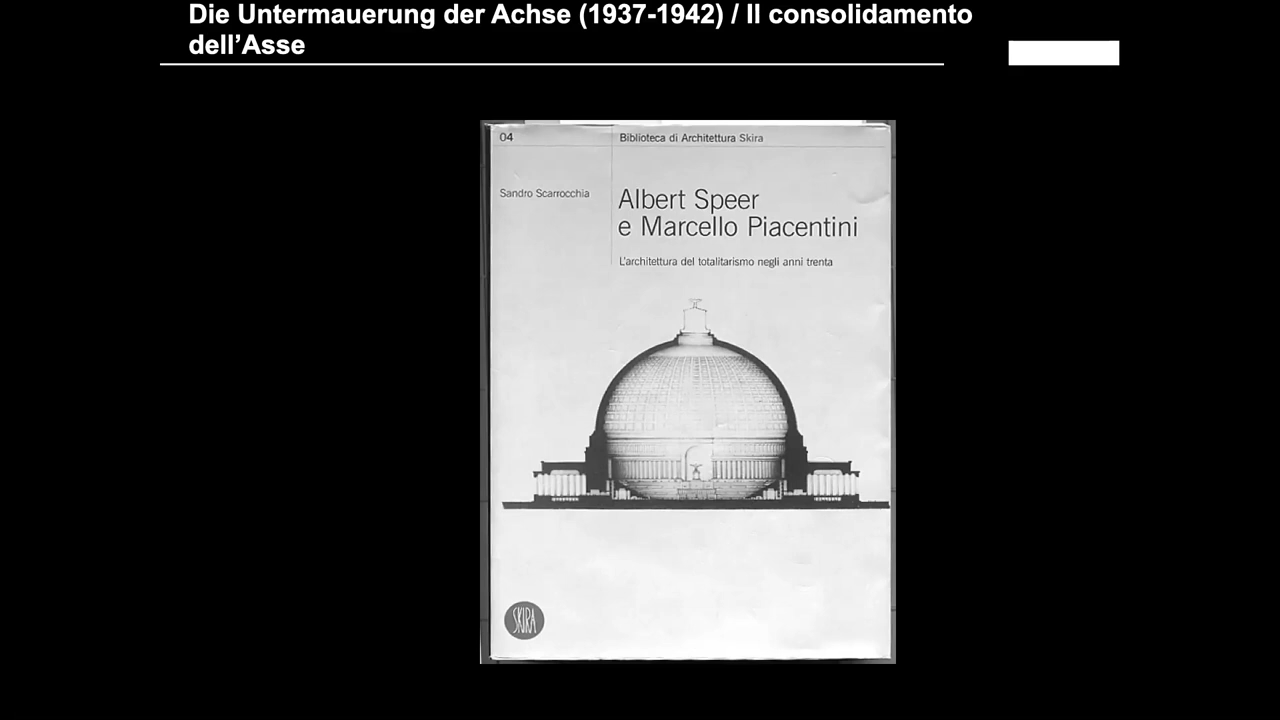 Die Untermauerung der Achse (1937-1942) / Il consolidamento
dell’Asse
04
Biblioteca di Architettura Skira
Sandro Scarrocchia
Albert Speer
e Marcello Piacentini
L'architettura del totalitarismo negli anni trenta
SKIRA